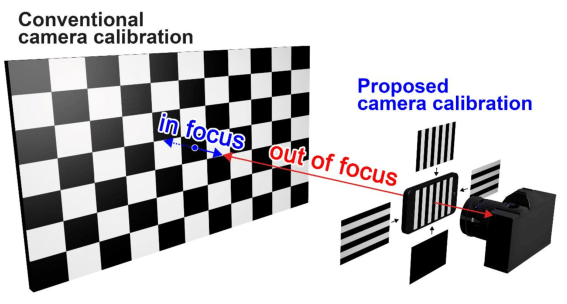 Conventional
camera calibration
Proposed
camera calibration
in focus
out of focus